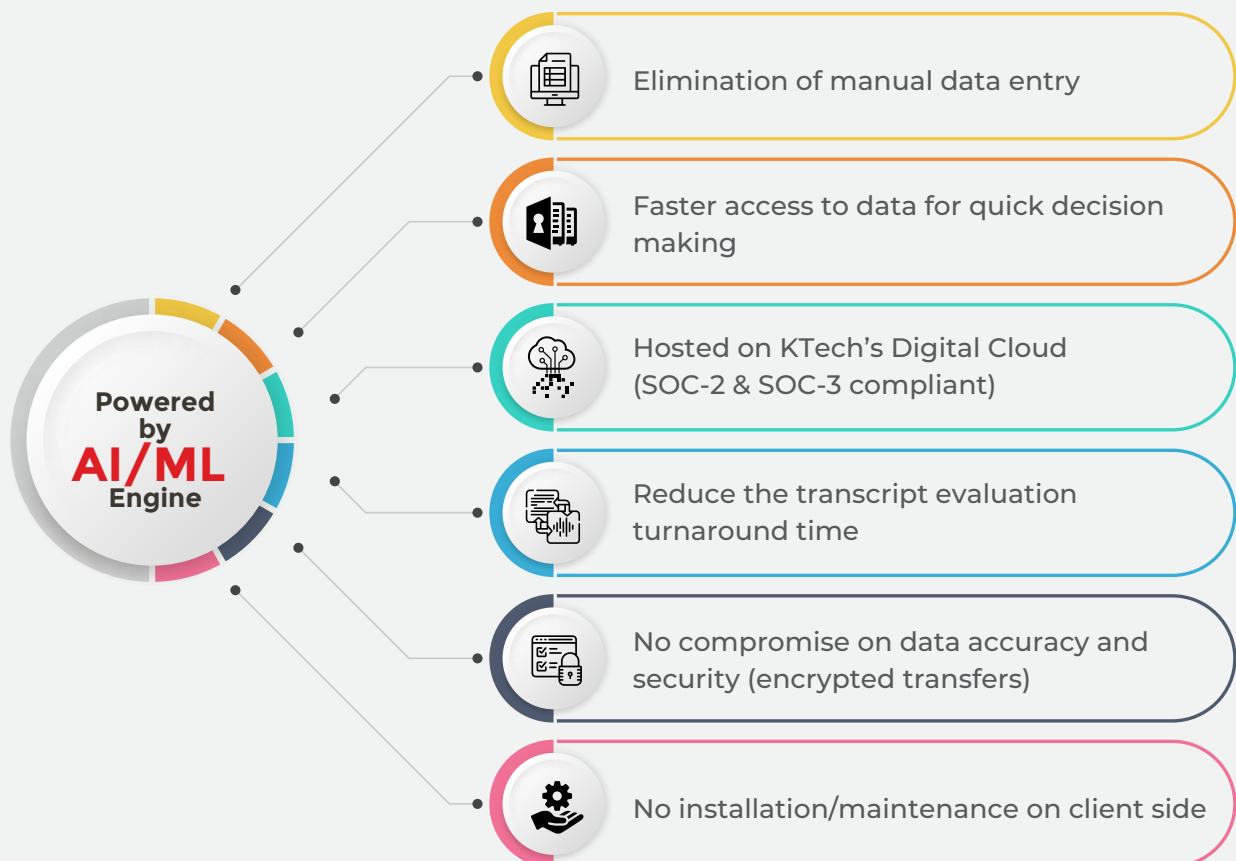 Powered
by
AI/ML
Engine
Elimination of manual data entry
Faster access to data for quick decision
making
Hosted on KTech’s Digital Cloud
(SOC-2 & SOC-3 compliant)
Reduce the transcript evaluation
turnaround time
No compromise on data accuracy and
security (encrypted transfers)
No installation/maintenance on client side